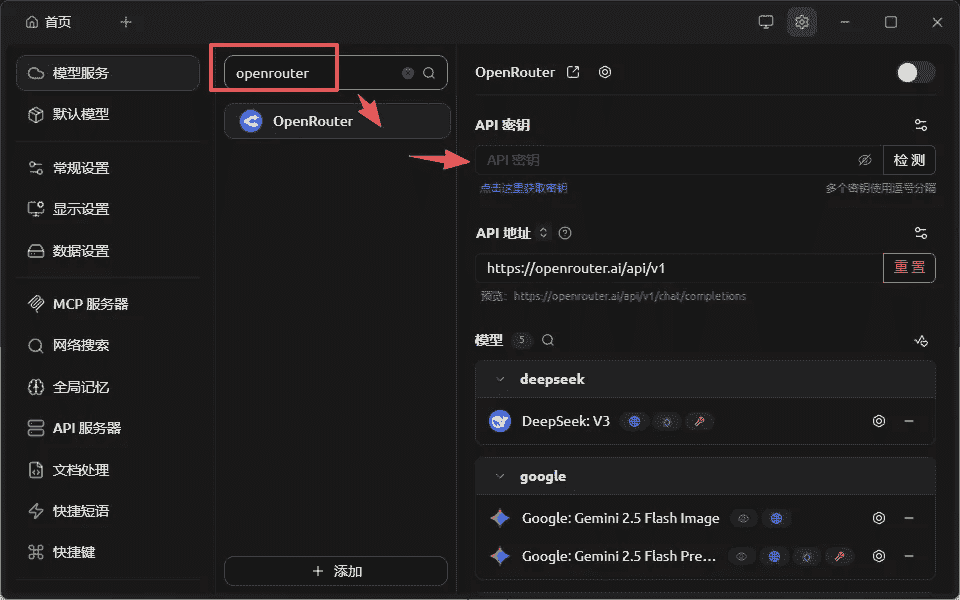 首页
模型服务
默认模型
常规设置
显示设置
数据设置
MCP 服务器
网络搜索
全局记忆
API 服务器
文档处理
快捷短语
快捷键
openrouter
OpenRouter
添加
OpenRouter
API 密钥
API 密钥
检测
点击这里获取密钥
多个密钥使用逗号分隔
API 地址
https://openrouter.ai/api/v1
重置
预览: https://openrouter.ai/api/v1/chat/completions
模型 5
deepseek
DeepSeek: V3
google
Google: Gemini 2.5 Flash Image
Google: Gemini 2.5 Flash Pre...